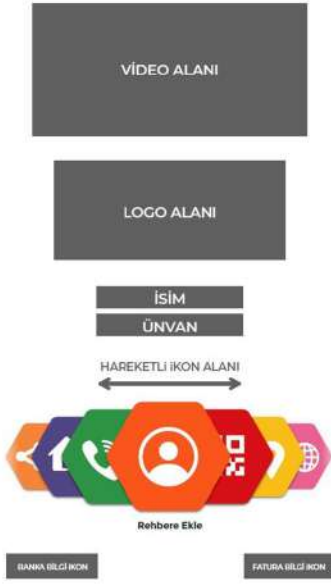 VİDEO ALANI
LOGO ALANI
İSİM
ÜNVAN
HAREKETLİ İKON ALANI
Rehbere Ekle
BANKA BİLGİ İKON
FATURA BİLGİ İKON